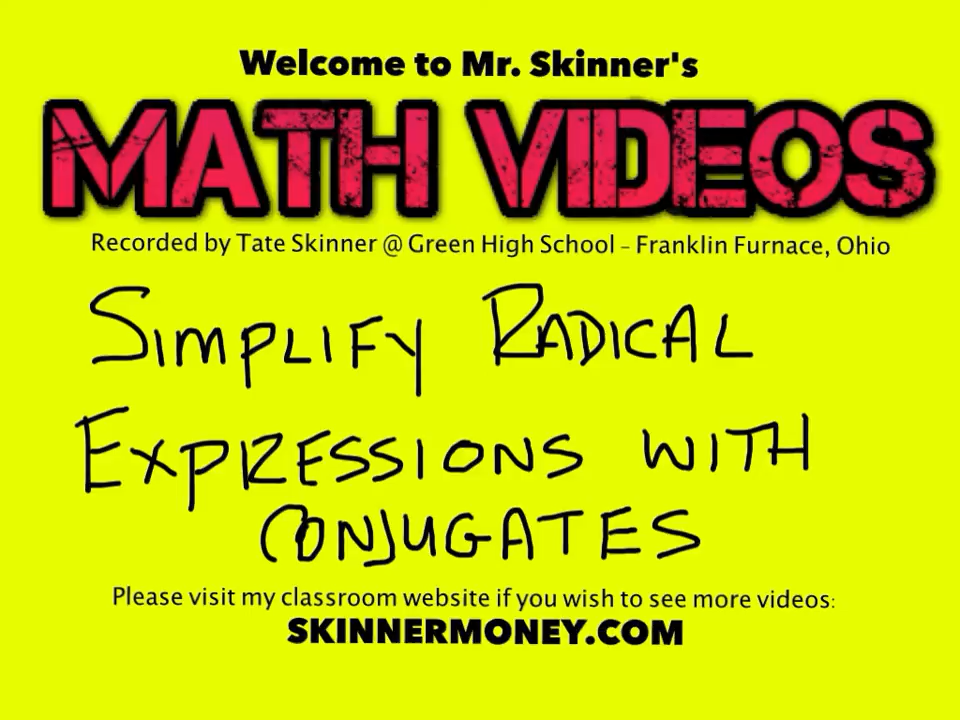 Welcome to Mr. Skinner's
MATH VIDEOS
Recorded by Tate Skinner @ Green High School – Franklin Furnace, Ohio
SIMPLIFY RADICAL
EXPRESSIONS WITH
CONJUGATES
Please visit my classroom website if you wish to see more videos:
SKINNERMONEY.COM